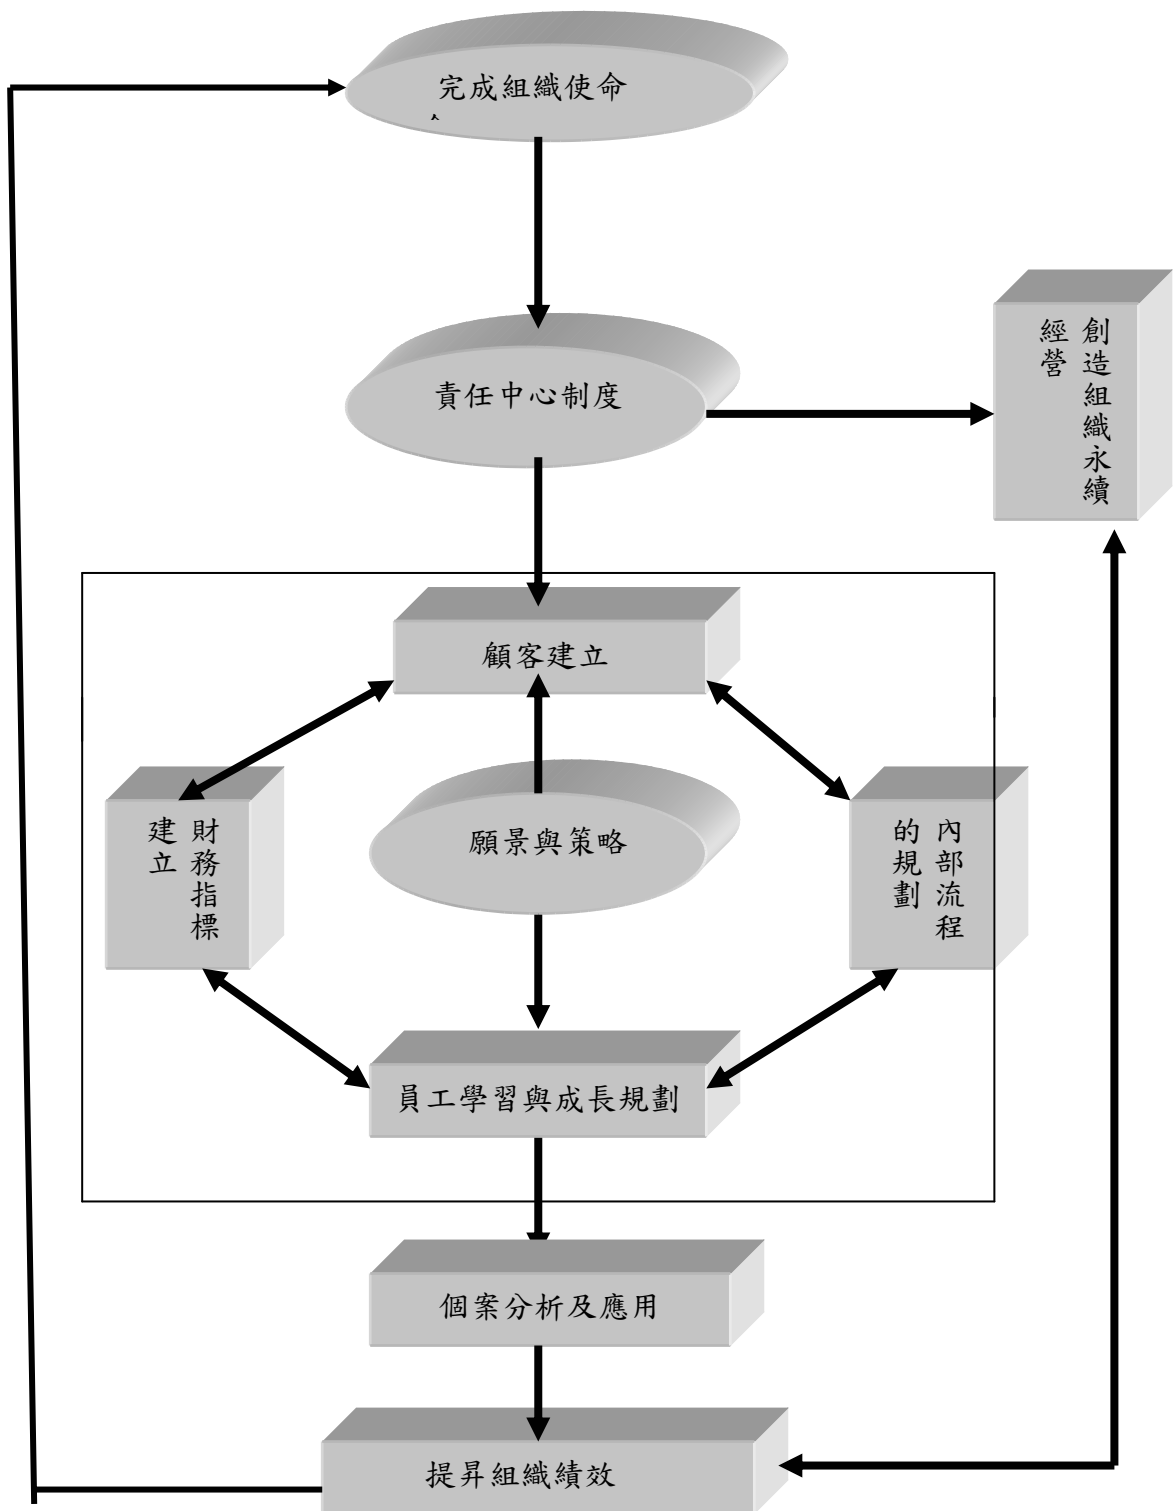 完成組織使命
責任中心制度
創造組織永續
經營
顧客建立
財務指標
建立
願景與策略
內部流程
的規劃
員工學習與成長規劃
個案分析及應用
提昇組織績效